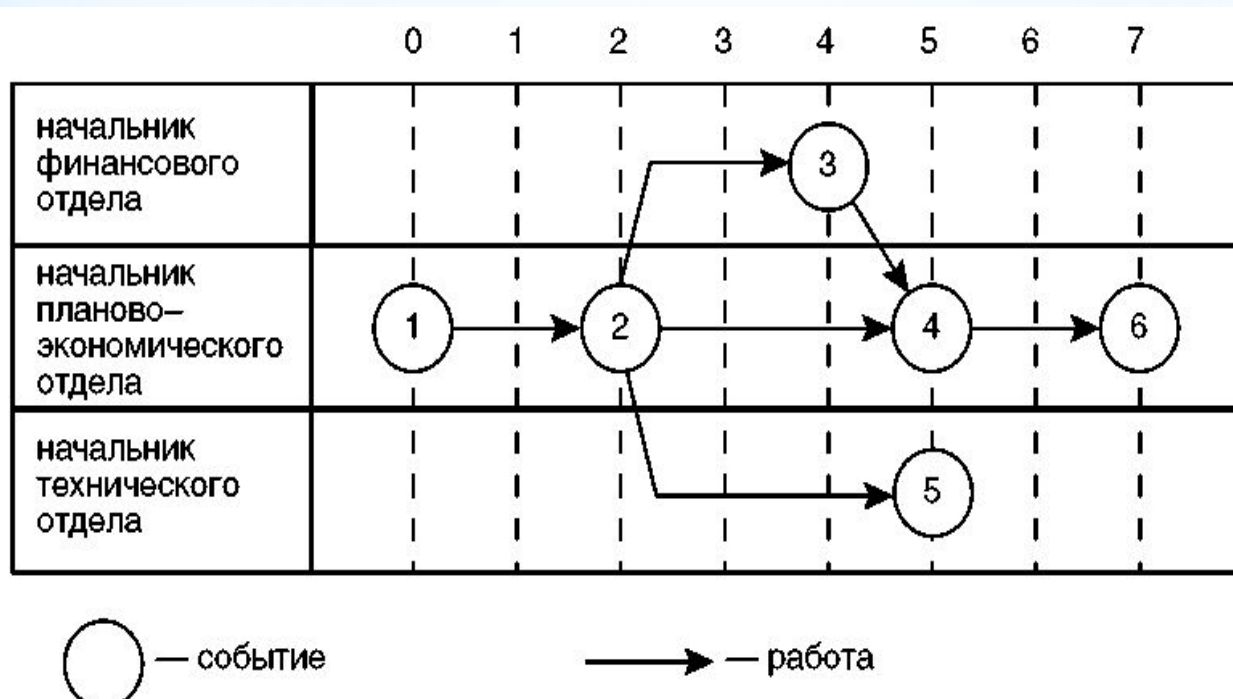 0 1 2 3 4 5 6 7
начальник
финансового
отдела
3
начальник
планово–
экономического
отдела
1 2 4 6
начальник
технического
отдела
5
— событие
— работа